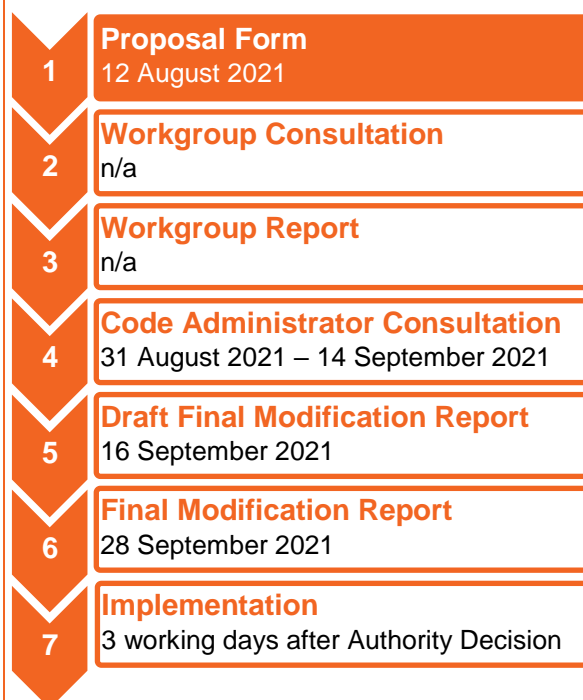 1
Proposal Form
12 August 2021
2
Workgroup Consultation
n/a
3
Workgroup Report
n/a
4
Code Administrator Consultation
31 August 2021 – 14 September 2021
5
Draft Final Modification Report
16 September 2021
6
Final Modification Report
28 September 2021
7
Implementation
3 working days after Authority Decision